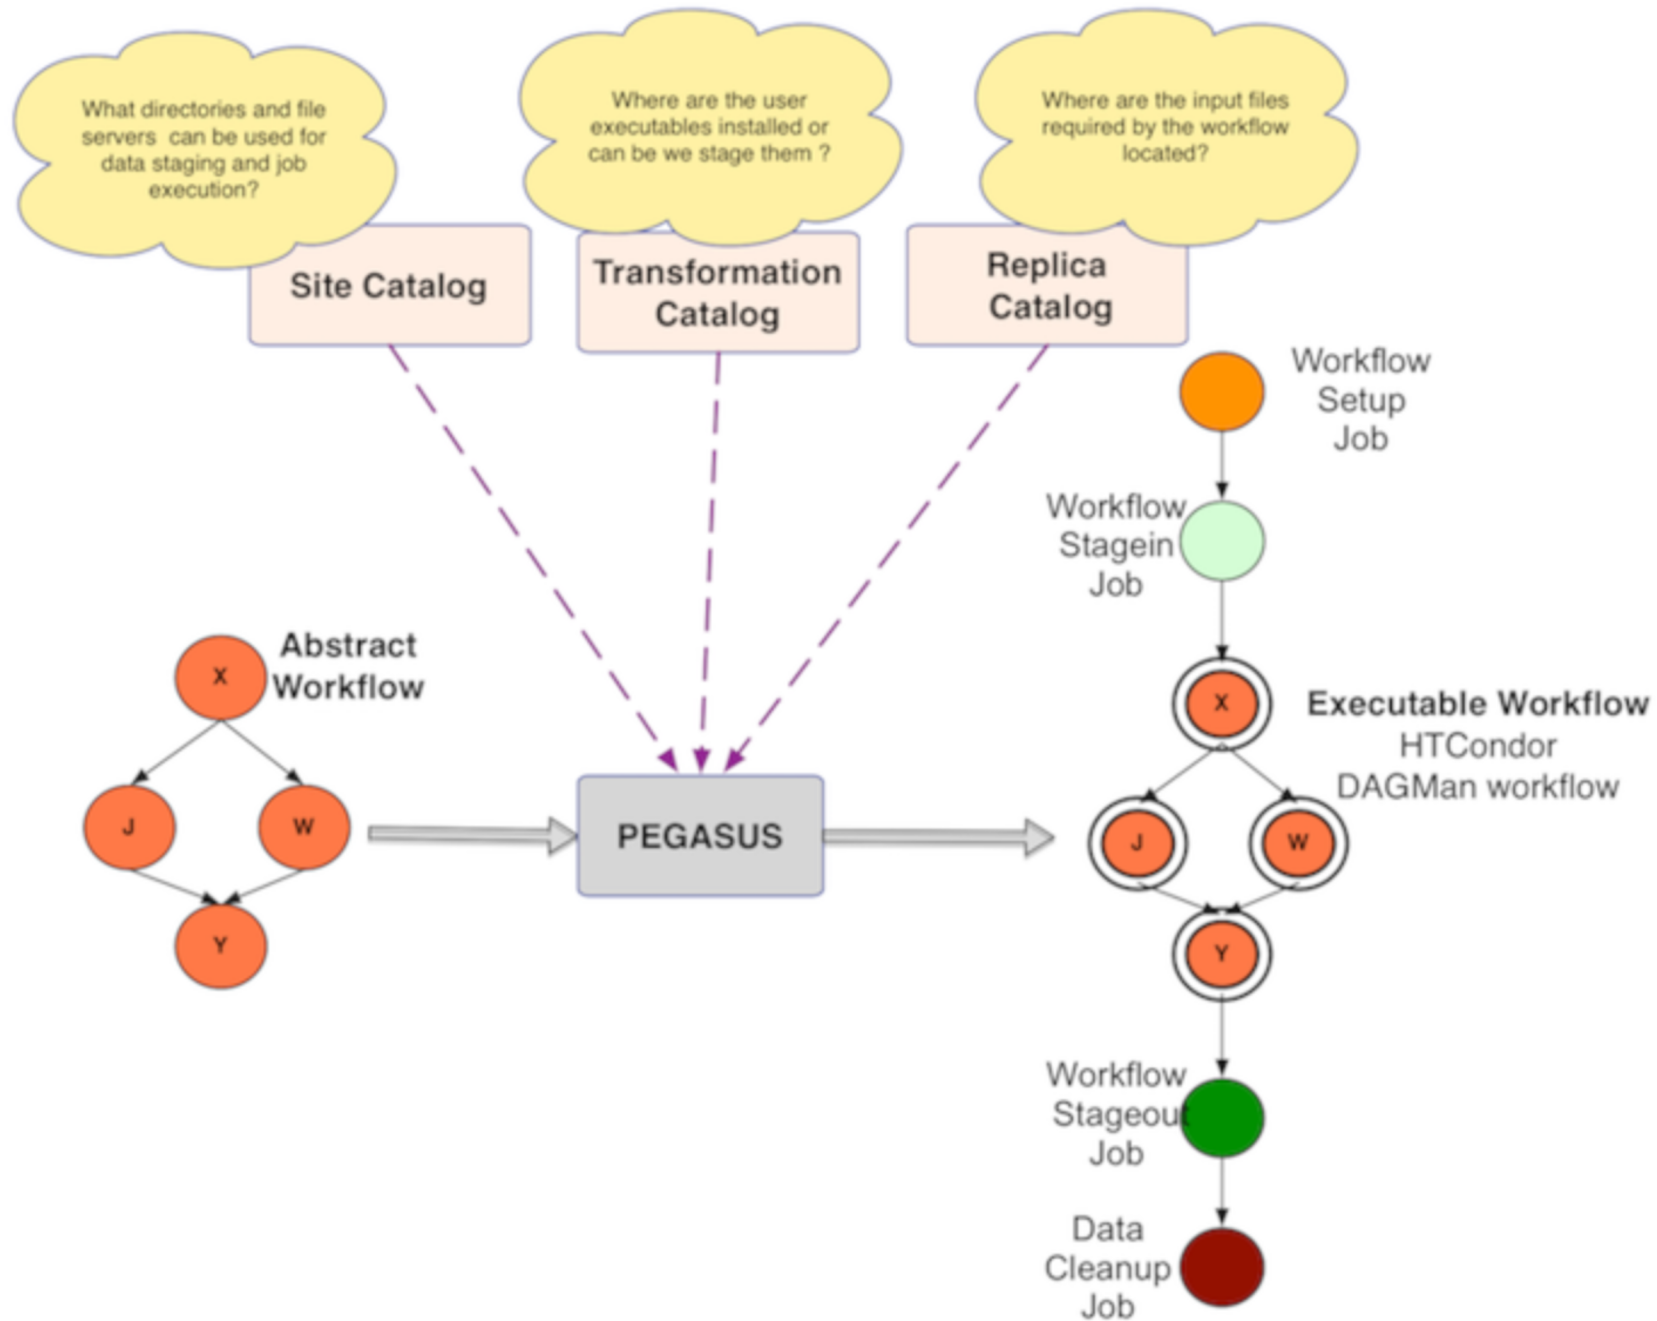 What directories and file
servers can be used for
data staging and job
execution?
Where are the user
executables installed or
can be we stage them ?
Where are the input files
required by the workflow
located?
Site Catalog
Transformation
Catalog
Replica
Catalog
Workflow
Setup
Job
Workflow
Stagein
Job
Abstract
Workflow
X
J
W
Y
PEGASUS
X
Executable Workflow
HTCondor
DAGMan workflow
J
W
Y
Workflow
Stageout
Job
Data
Cleanup
Job